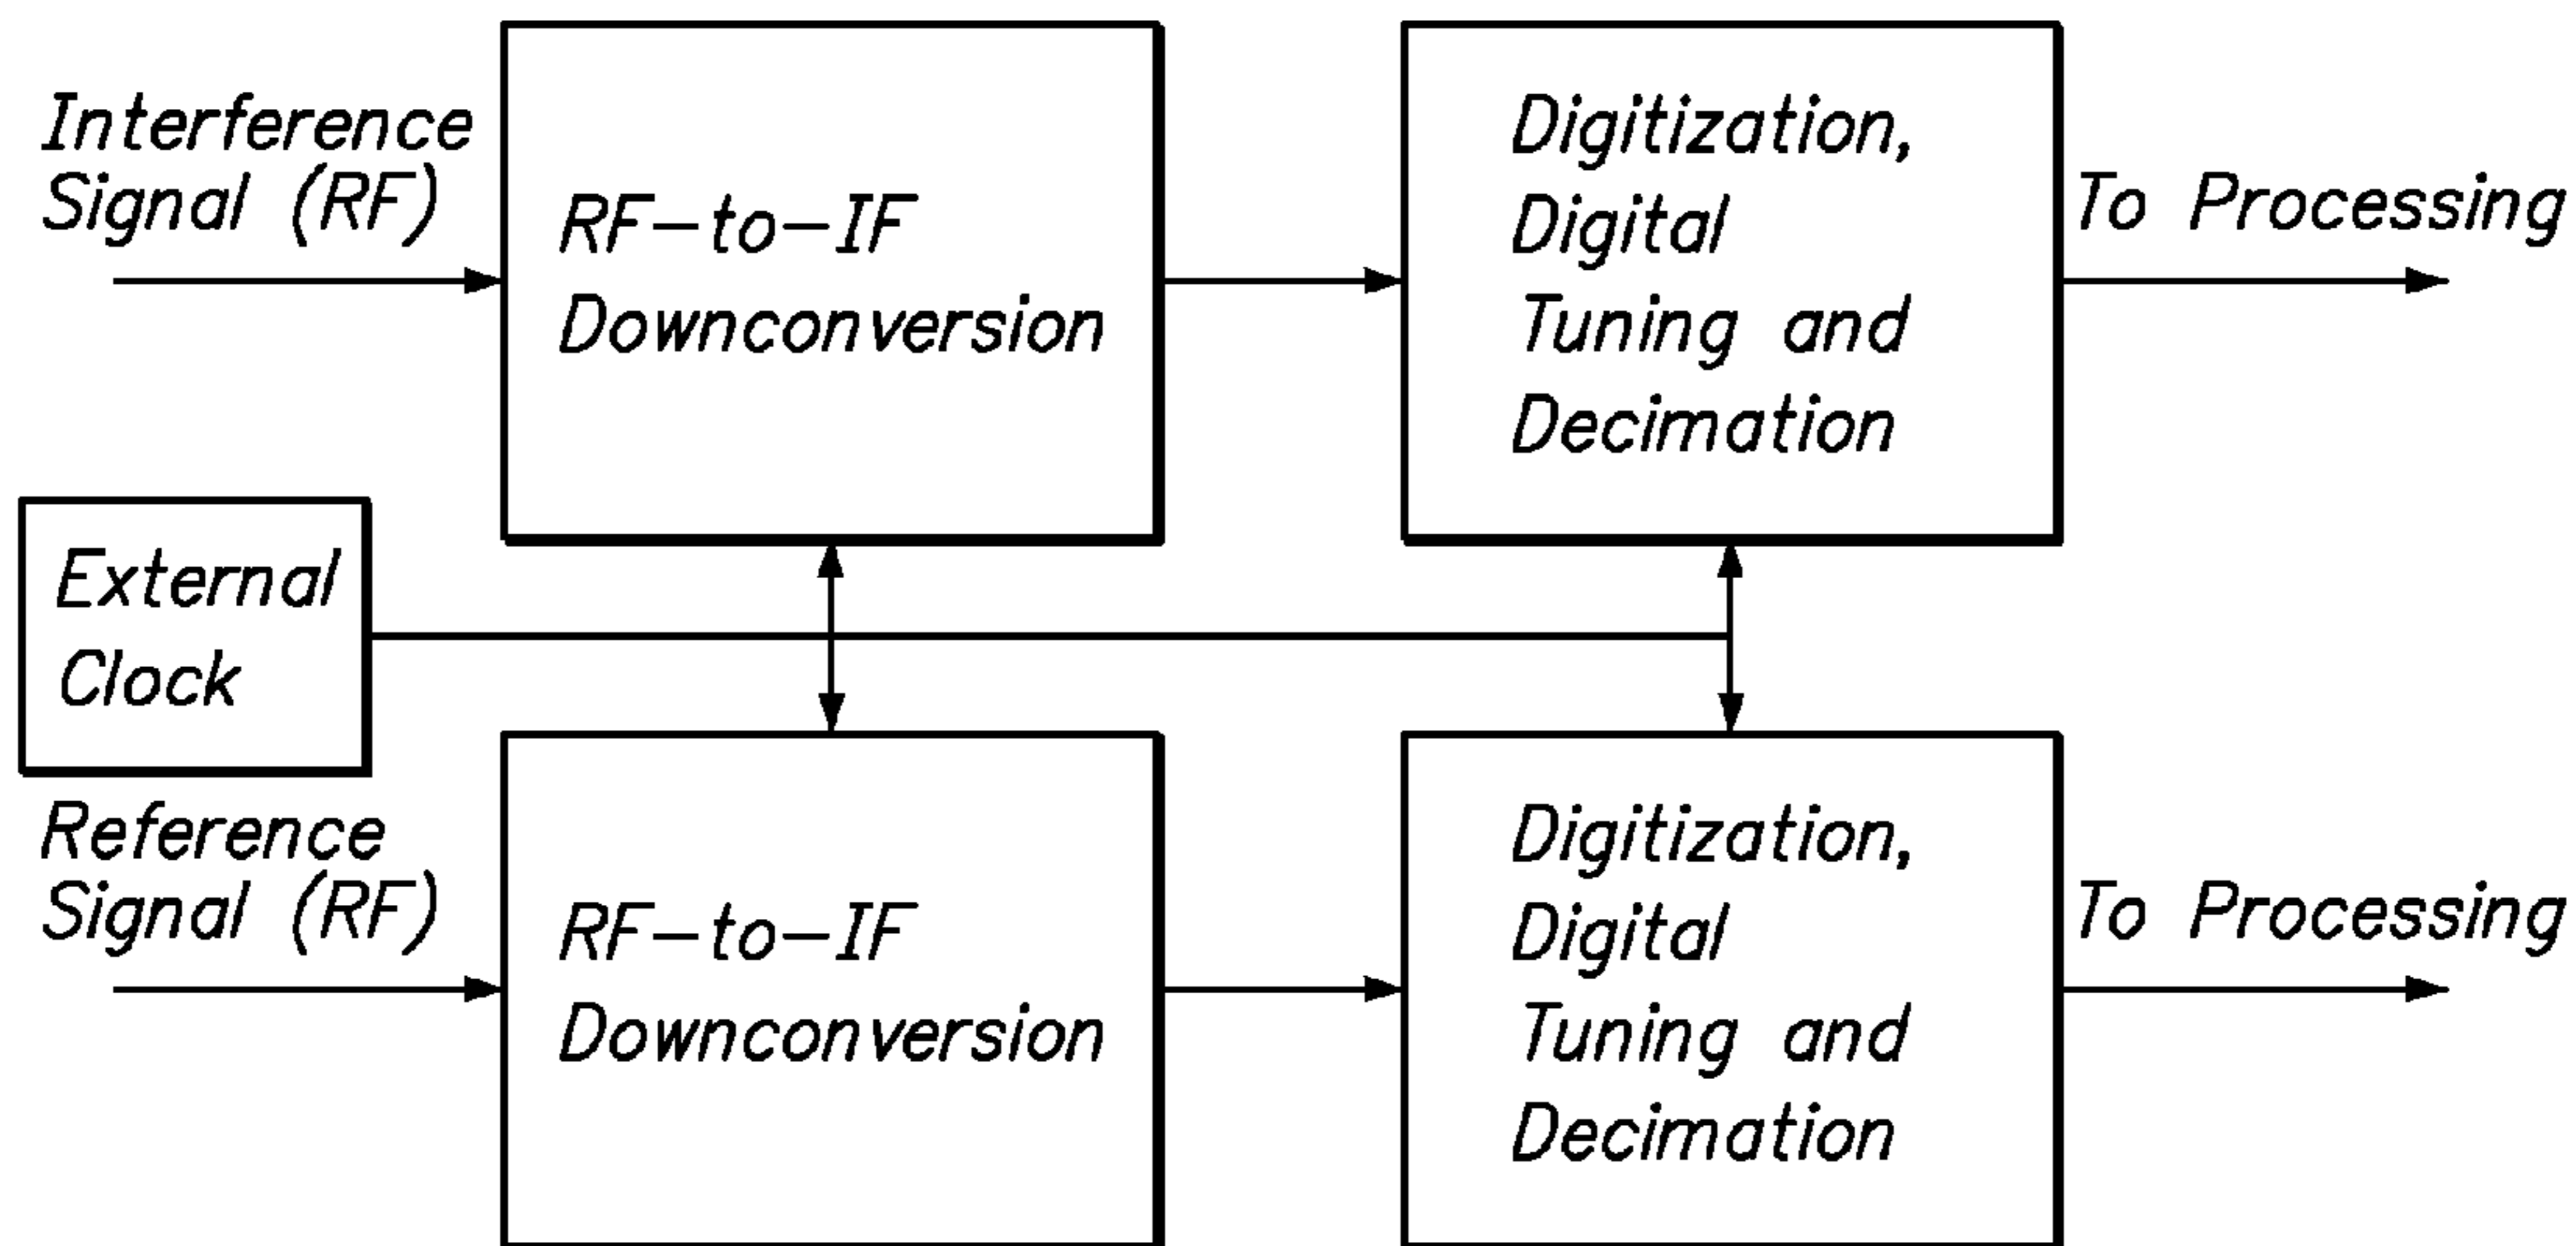 Interference
Signal (RF)
RF-to-IF
Downconversion
Digitization,
Digital
Tuning and
Decimation
To Processing
External
Clock
Reference
Signal (RF)
RF-to-IF
Downconversion
Digitization,
Digital
Tuning and
Decimation
To Processing